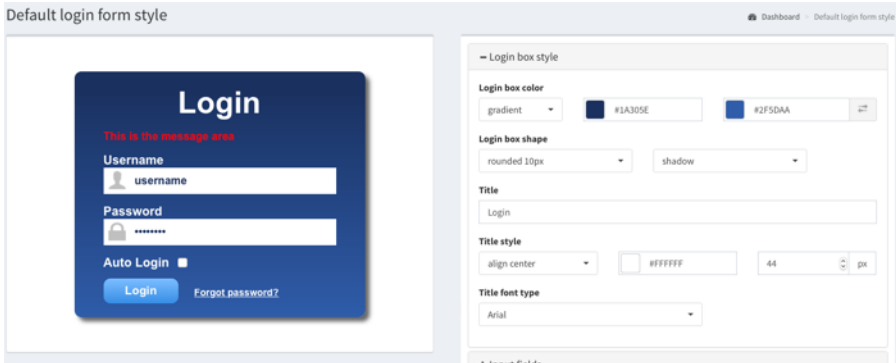 Default login form style
Dashboard > Default login form style
Login
This is the message area
Username
username
Password
••••••••
Auto Login
Login Forgot password?
– Login box style
Login box color
gradient #1A305E #2F5DAA
Login box shape
rounded 10px shadow
Title
Login
Title style
align center #FFFFFF 44 px
Title font type
Arial